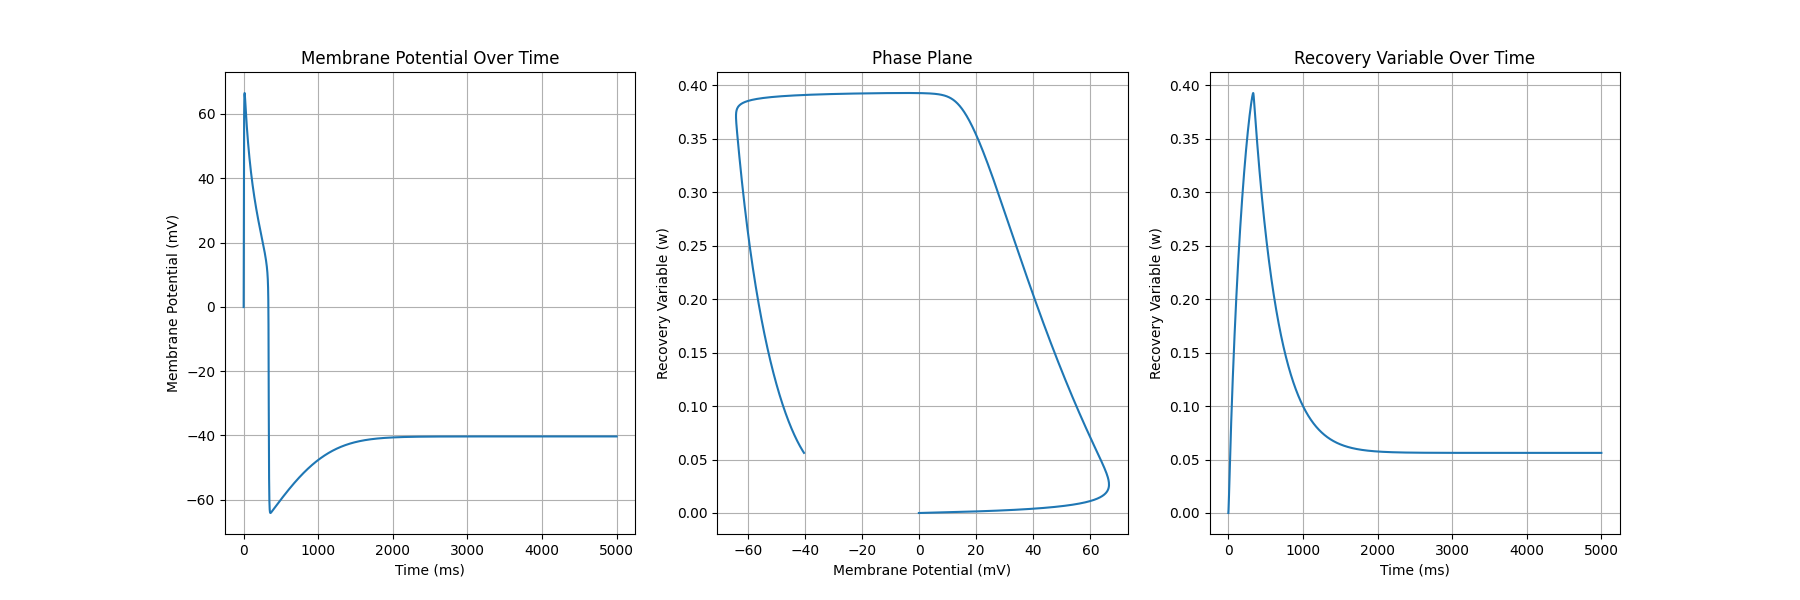 Membrane Potential Over Time
Membrane Potential (mV)
60
40
20
0
−20
−40
−60
0 1000 2000 3000 4000 5000
Time (ms)
Phase Plane
Recovery Variable (w)
0.40
0.35
0.30
0.25
0.20
0.15
0.10
0.05
0.00
−60 −40 −20 0 20 40 60
Membrane Potential (mV)
Recovery Variable Over Time
Recovery Variable (w)
0.40
0.35
0.30
0.25
0.20
0.15
0.10
0.05
0.00
0 1000 2000 3000 4000 5000
Time (ms)